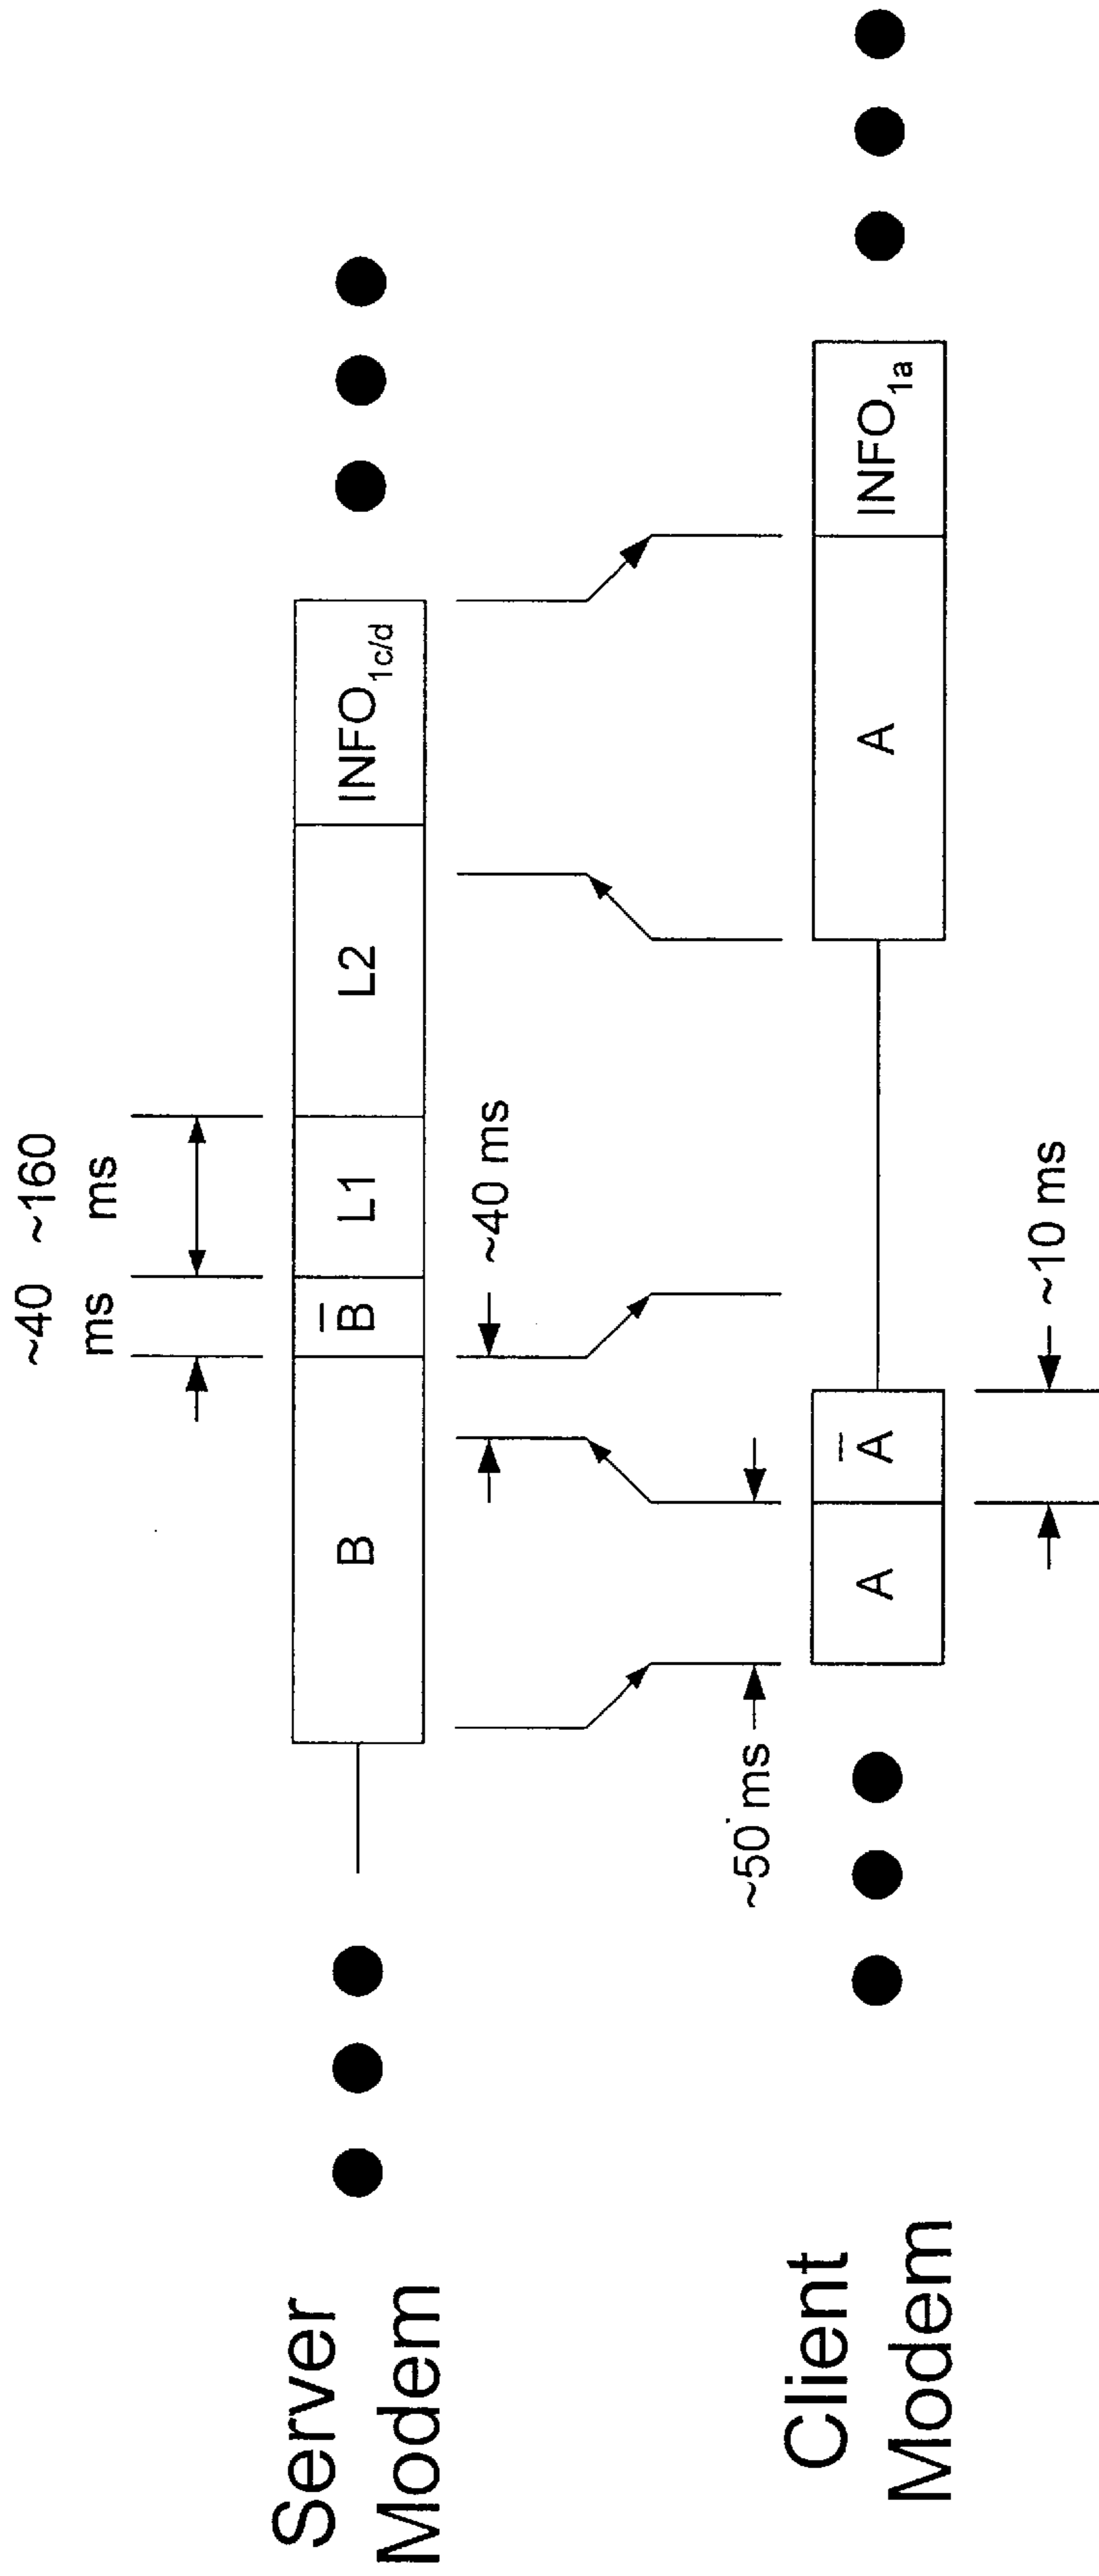 ~40 ~160
ms ms
Server
Modem
B B̅ L1 L2 INFO1c/d
~40 ms
~50 ms
Client
Modem
A A̅ A INFO1a
~10 ms